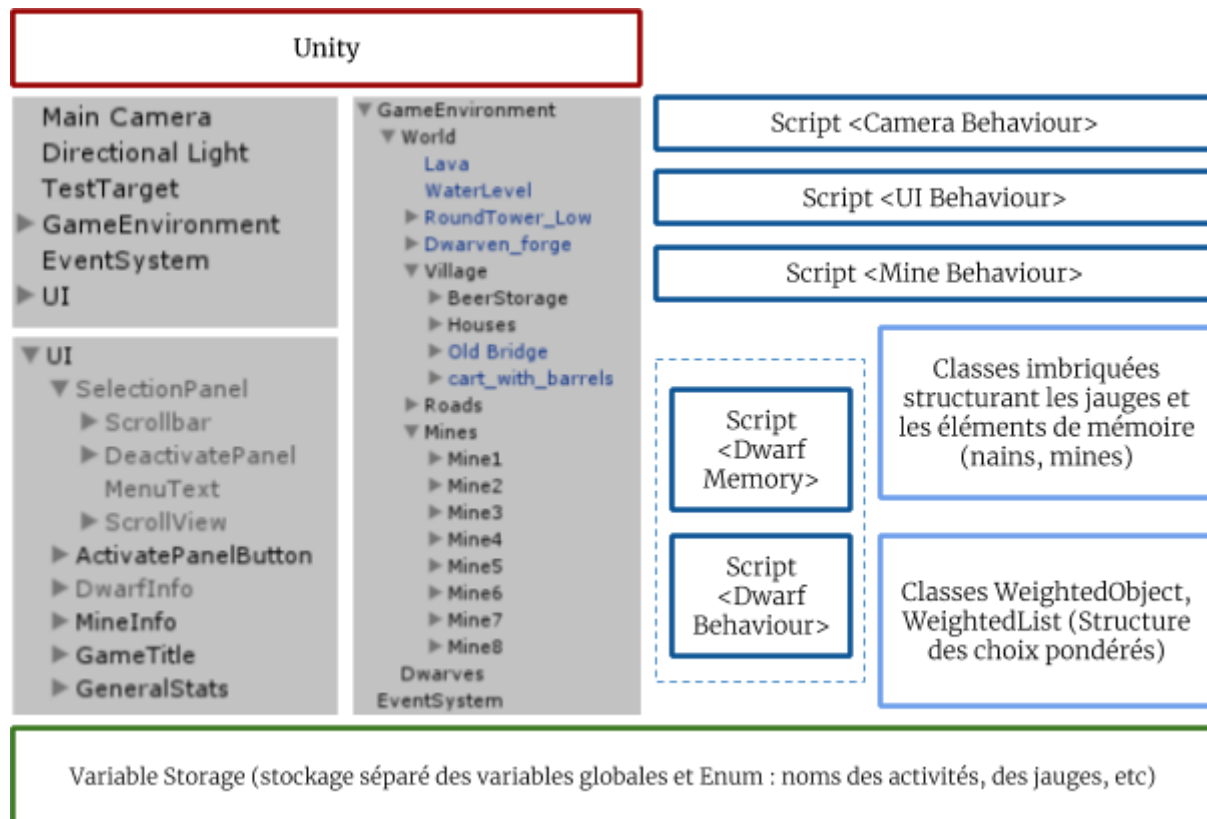 Unity
Main Camera
Directional Light
TestTarget
GameEnvironment
EventSystem
UI
UI
SelectionPanel
Scrollbar
DeactivatePanel
MenuText
ScrollView
ActivatePanelButton
DwarfInfo
MineInfo
GameTitle
GeneralStats
GameEnvironment
World
Lava
WaterLevel
RoundTower_Low
Dwarven_forge
Village
BeerStorage
Houses
Old Bridge
cart_with_barrels
Roads
Mines
Mine1
Mine2
Mine3
Mine4
Mine5
Mine6
Mine7
Mine8
Dwarves
EventSystem
Script <Camera Behaviour>
Script <UI Behaviour>
Script <Mine Behaviour>
Script
<Dwarf
Memory>
Script
<Dwarf
Behaviour>
Classes imbriquées
structurant les jauges et
les éléments de mémoire
(nains, mines)
Classes WeightedObject,
WeightedList (Structure
des choix pondérés)
Variable Storage (stockage séparé des variables globales et Enum : noms des activités, des jauges, etc)